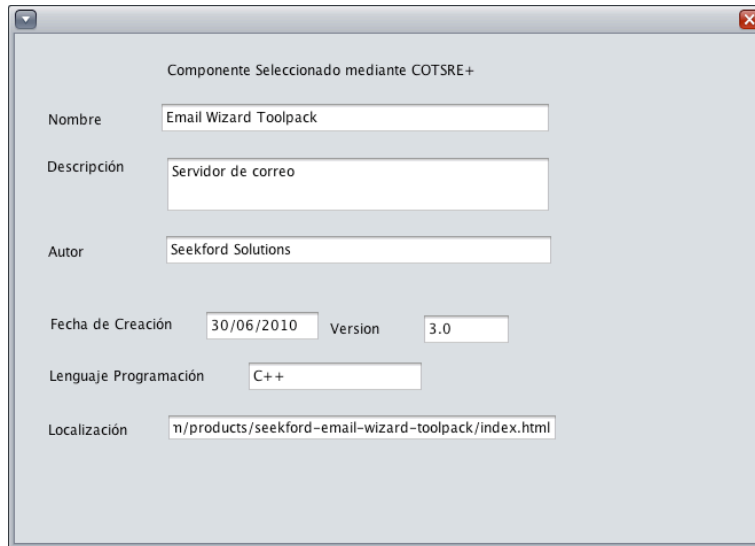 Componente Seleccionado mediante COTSRE+
Nombre Email Wizard Toolpack
Descripción Servidor de correo
Autor Seekford Solutions
Fecha de Creación 30/06/2010 Version 3.0
Lenguaje Programación C++
Localización m/products/seekford-email-wizard-toolpack/index.html